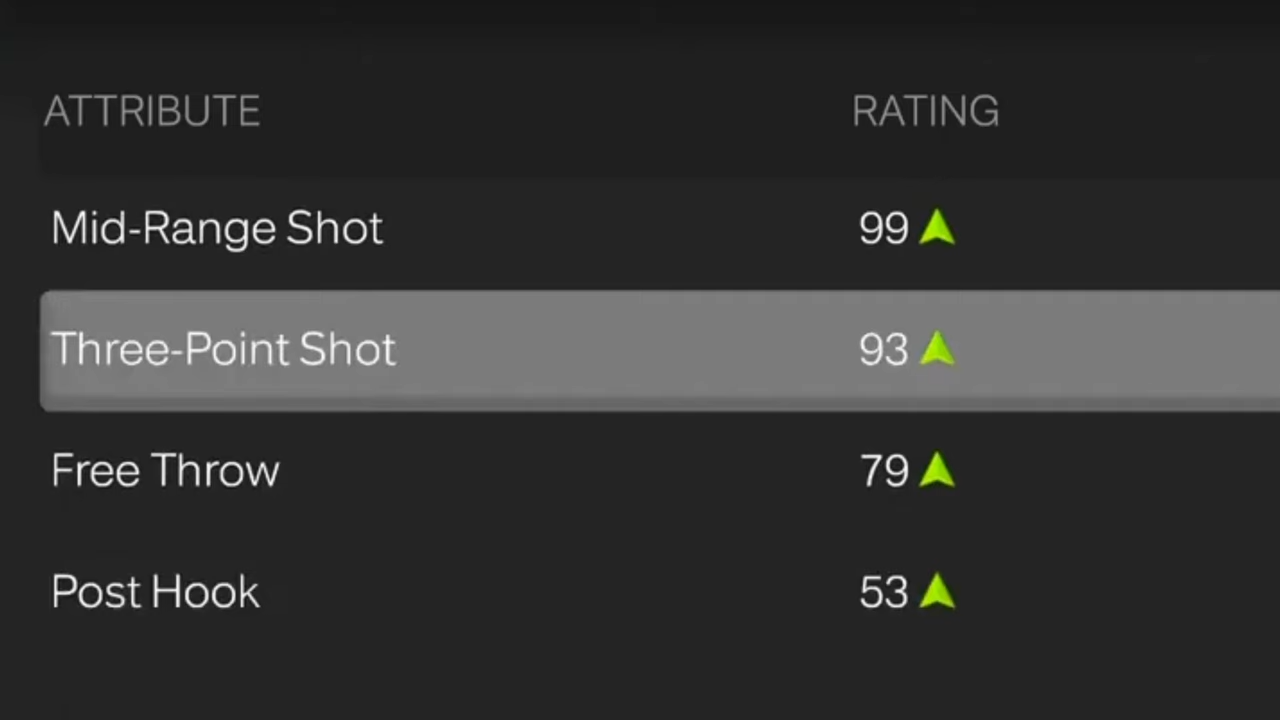 ATTRIBUTE RATING
Mid-Range Shot 99
Three-Point Shot 93
Free Throw 79
Post Hook 53